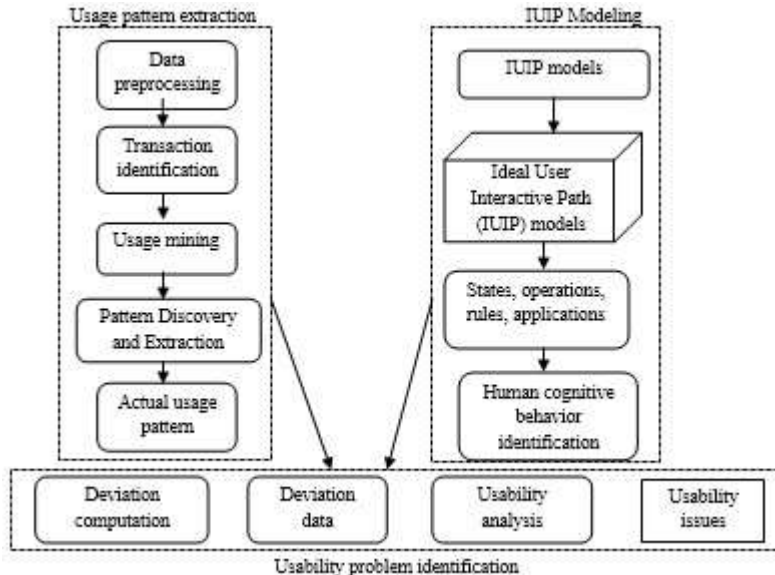 Usage pattern extraction
Data
preprocessing
Transaction
identification
Usage mining
Pattern Discovery
and Extraction
Actual usage
pattern
IUIP Modeling
IUIP models
Ideal User
Interactive Path
(IUIP) models
States, operations,
rules, applications
Human cognitive
behavior
identification
Deviation
computation
Deviation
data
Usability
analysis
Usability
issues
Usability problem identification